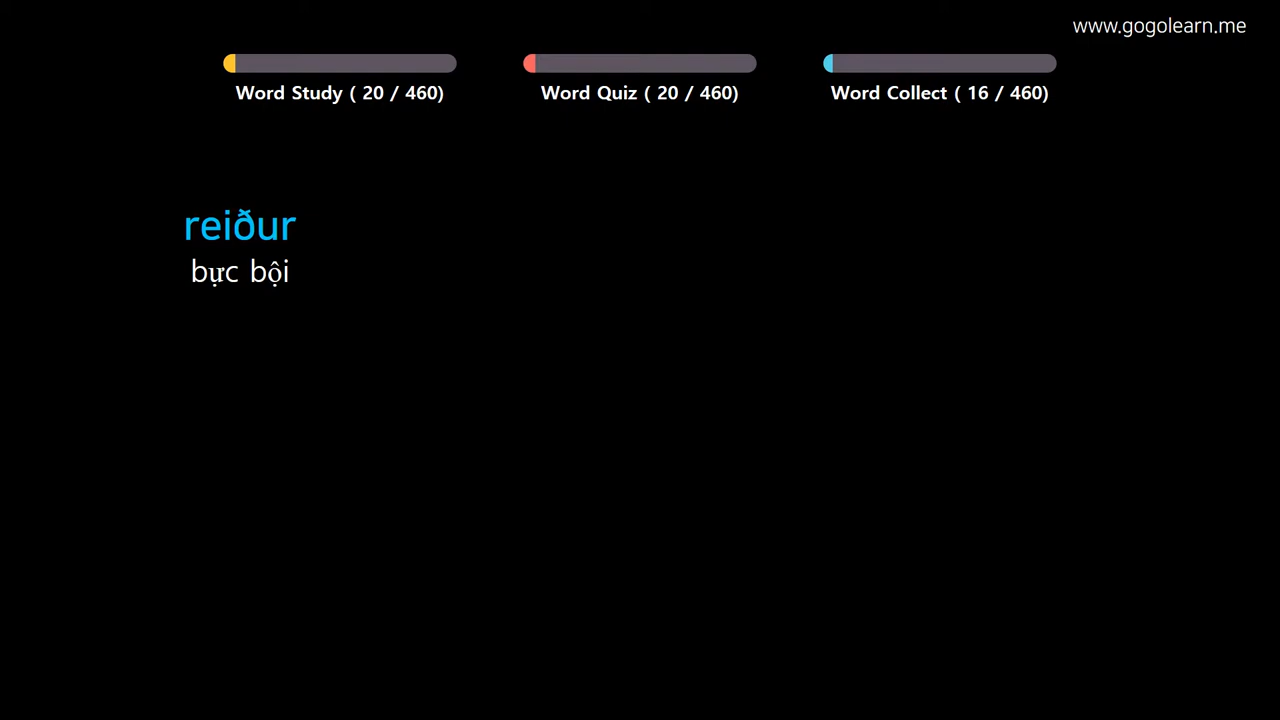 www.gogolearn.me
Word Study ( 20 / 460)
Word Quiz ( 20 / 460)
Word Collect ( 16 / 460)
reiður
bực bội